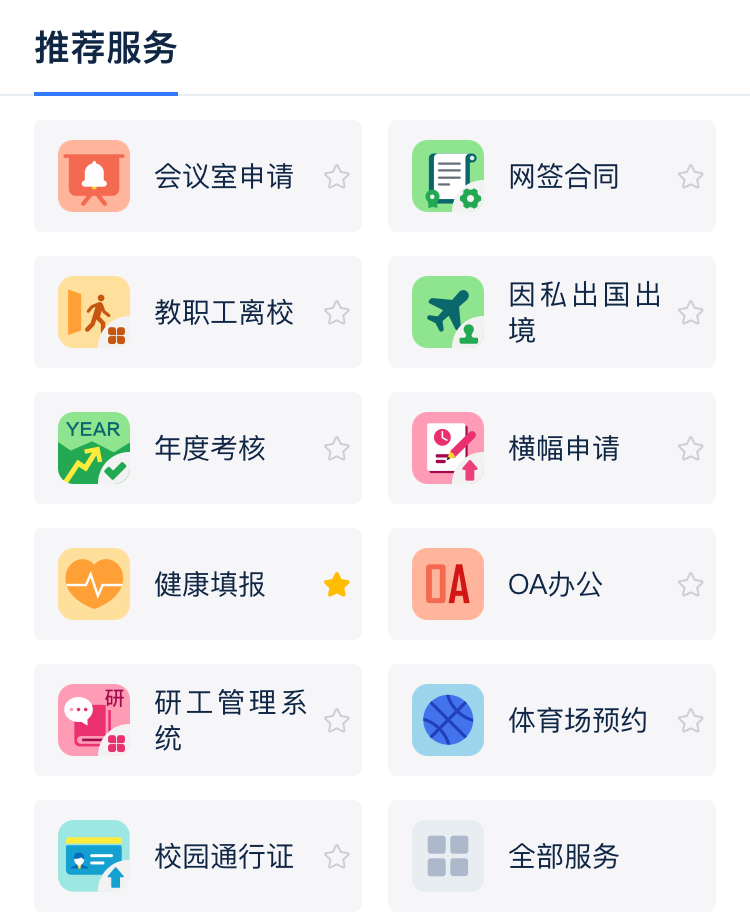 推荐服务
会议室申请
网签合同
教职工离校
因私出国出
境
YEAR
年度考核
横幅申请
健康填报
OA
OA办公
研
研工管理系
统
体育场预约
校园通行证
全部服务